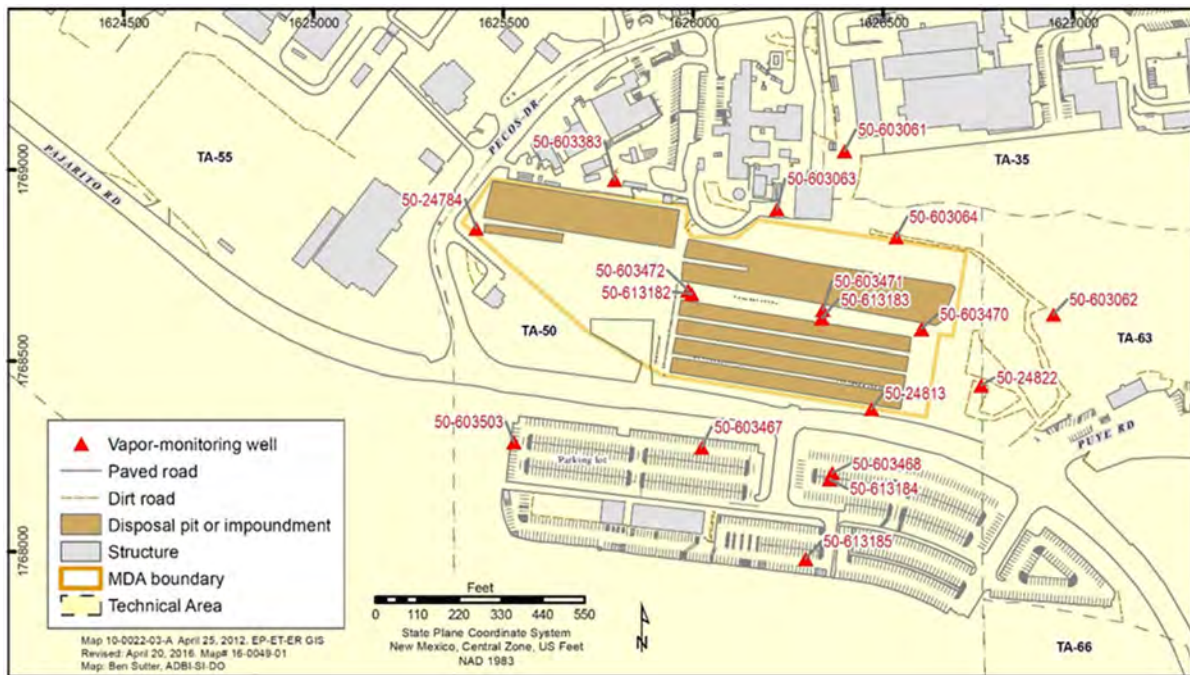 1624500 1625000 1625500 1626000 1626500 1627000
1769000
1768500
1768000
PECOS DR
PAJARITO RD
TA-55
TA-35
50-603061
50-603383
50-603063
50-24784
50-603064
50-603472
50-603471
50-613182
50-613183
50-603062
50-603470
TA-50
TA-63
50-24822
50-24813
PUYE RD
50-603503
50-603467
Parking lot
50-603468
50-613184
50-613185
TA-66
Vapor-monitoring well
Paved road
Dirt road
Disposal pit or impoundment
Structure
MDA boundary
Technical Area
Feet
0 110 220 330 440 550
State Plane Coordinate System
New Mexico, Central Zone, US Feet
NAD 1983
N
Map 10-0022-03-A April 25, 2012. EP-ET-ER GIS
Revised: April 20, 2016. Map# 16-0049-01
Map: Ben Sutter, ADBI-SI-DO